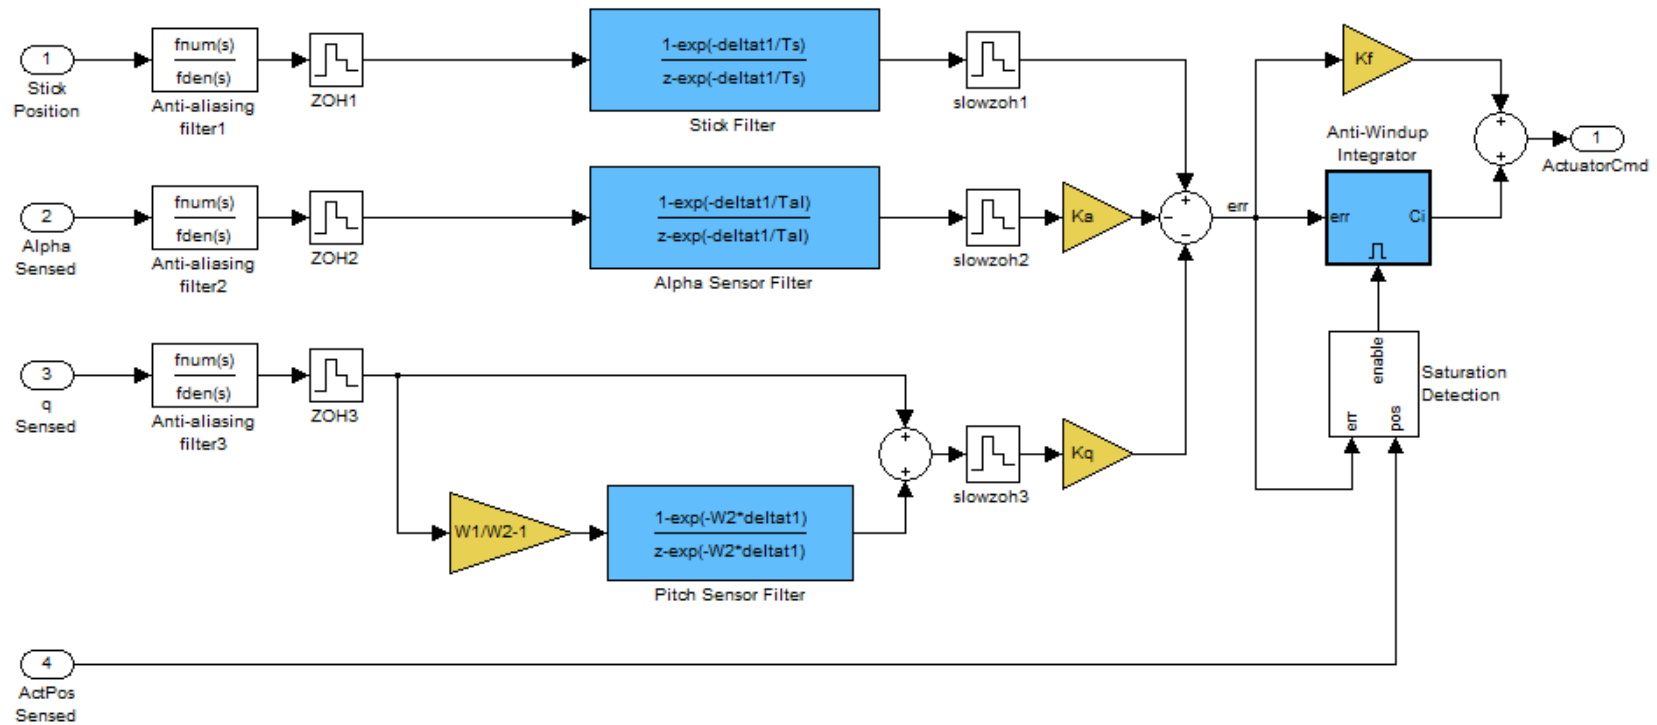 1
Stick
Position
fnum(s)
fden(s)
Anti-aliasing
filter1
ZOH1
1-exp(-deltat1/Ts)
z-exp(-deltat1/Ts)
Stick Filter
slowzoh1
Kf
+
+
1
ActuatorCmd
2
Alpha
Sensed
fnum(s)
fden(s)
Anti-aliasing
filter2
ZOH2
1-exp(-deltat1/Tal)
z-exp(-deltat1/Tal)
Alpha Sensor Filter
slowzoh2
Ka
+
−
−
err
Anti-Windup
Integrator
err
Ci
3
q
Sensed
fnum(s)
fden(s)
Anti-aliasing
filter3
ZOH3
+
+
slowzoh3
Kq
enable
err
pos
Saturation
Detection
W1/W2-1
1-exp(-W2*deltat1)
z-exp(-W2*deltat1)
Pitch Sensor Filter
4
ActPos
Sensed